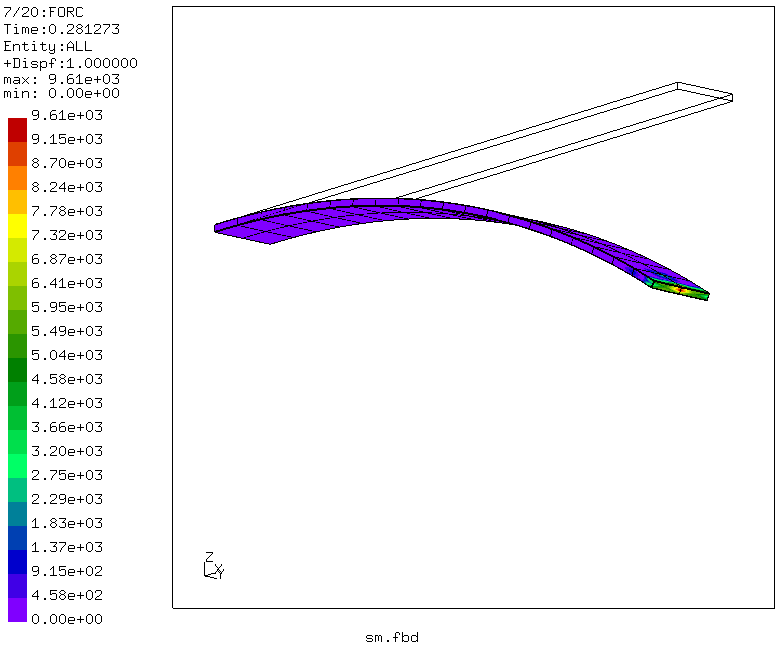 7/20:FORC
Time:0.281273
Entity:ALL
+Dispf:1.000000
max: 9.61e+03
min: 0.00e+00
9.61e+03
9.15e+03
8.70e+03
8.24e+03
7.78e+03
7.32e+03
6.87e+03
6.41e+03
5.95e+03
5.49e+03
5.04e+03
4.58e+03
4.12e+03
3.66e+03
3.20e+03
2.75e+03
2.29e+03
1.83e+03
1.37e+03
9.15e+02
4.58e+02
0.00e+00
Z
X
Y
sm.fbd